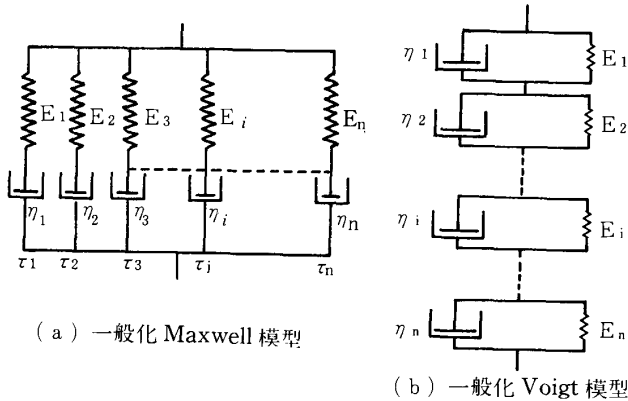 E₁ E₂ E₃ Eᵢ Eₙ
η₁ η₂ η₃ ηᵢ ηₙ
τ₁ τ₂ τ₃ τⱼ τₙ
(a) 一般化 Maxwell 模型
η₁ E₁
η₂ E₂
ηᵢ Eᵢ
ηₙ Eₙ
(b) 一般化 Voigt 模型